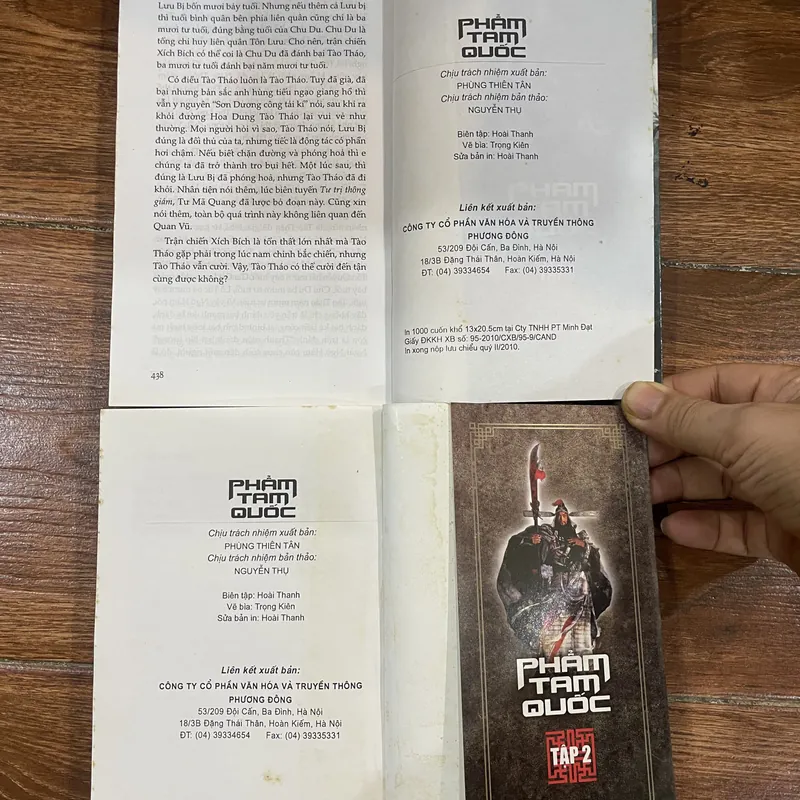 Lưu Bị bốn mươi bảy tuổi. Nhưng nếu thêm cả Lưu Bị
thì tuổi bình quân bên phía liên quân cũng chỉ là ba
mươi tư tuổi, đúng bằng tuổi của Chu Du. Chu Du là
tổng chỉ huy liên quân Tôn Lưu. Cho nên, trận chiến
Xích Bích có thể coi là Chu Du đã đánh bại Tào Tháo,
ba mươi tư tuổi đánh bại năm mươi tư tuổi.
Có điều Tào Tháo luôn là Tào Tháo. Tuy đã già, đã
bại nhưng bản sắc anh hùng tiếu ngạo giang hồ thì
vẫn y nguyên “Sơn Dương công tải kí” nói, sau khi ra
khỏi đường Hoa Dung Tào Tháo lại vui vẻ như
thường. Mọi người hỏi vì sao, Tào Tháo nói, Lưu Bị
đúng là đối thủ của ta, nhưng tiếc là động tác có phần
hơi chậm. Nếu biết chặn đường và phóng hoả thì e
chúng ta đã trở thành tro bụi hết. Một lúc sau, thì
đúng là Lưu Bị đã phóng hoả, nhưng Tào Tháo đã đi
khỏi. Nhân tiện nói thêm, lúc biên tuyển Tư trị thông
giám, Tư Mã Quang đã lược bỏ đoạn này. Cũng xin
nói thêm, toàn bộ quá trình này không liên quan đến
Quan Vũ.
Trận chiến Xích Bích là tổn thất lớn nhất mà Tào
Tháo gặp phải trong lúc nam chinh bắc chiến, nhưng
Tào Tháo vẫn cười. Vậy, Tào Tháo có thể cười đến tận
cùng được không?
438
PHẨM
TAM
QUỐC
Chịu trách nhiệm xuất bản:
PHÙNG THIÊN TÂN
Chịu trách nhiệm bản thảo:
NGUYỄN THỤ
Biên tập: Hoài Thanh
Vẽ bìa: Trọng Kiên
Sửa bản in: Hoài Thanh
Liên kết xuất bản:
CÔNG TY CỔ PHẦN VĂN HÓA VÀ TRUYỀN THÔNG
PHƯƠNG ĐÔNG
53/209 Đội Cấn, Ba Đình, Hà Nội
18/3B Đặng Thái Thân, Hoàn Kiếm, Hà Nội
ĐT: (04) 39334654 Fax: (04) 39335331
In 1000 cuốn khổ 13x20.5cm tại Cty TNHH PT Minh Đạt
Giấy ĐKKH XB số: 95-2010/CXB/95-9/CAND
In xong nộp lưu chiểu quý II/2010.
PHẨM
TAM
QUỐC
Chịu trách nhiệm xuất bản:
PHÙNG THIÊN TÂN
Chịu trách nhiệm bản thảo:
NGUYỄN THỤ
Biên tập: Hoài Thanh
Vẽ bìa: Trọng Kiên
Sửa bản in: Hoài Thanh
Liên kết xuất bản:
CÔNG TY CỔ PHẦN VĂN HÓA VÀ TRUYỀN THÔNG
PHƯƠNG ĐÔNG
53/209 Đội Cấn, Ba Đình, Hà Nội
18/3B Đặng Thái Thân, Hoàn Kiếm, Hà Nội
ĐT: (04) 39334654 Fax: (04) 39335331
PHẨM
TAM
QUỐC
TẬP 2